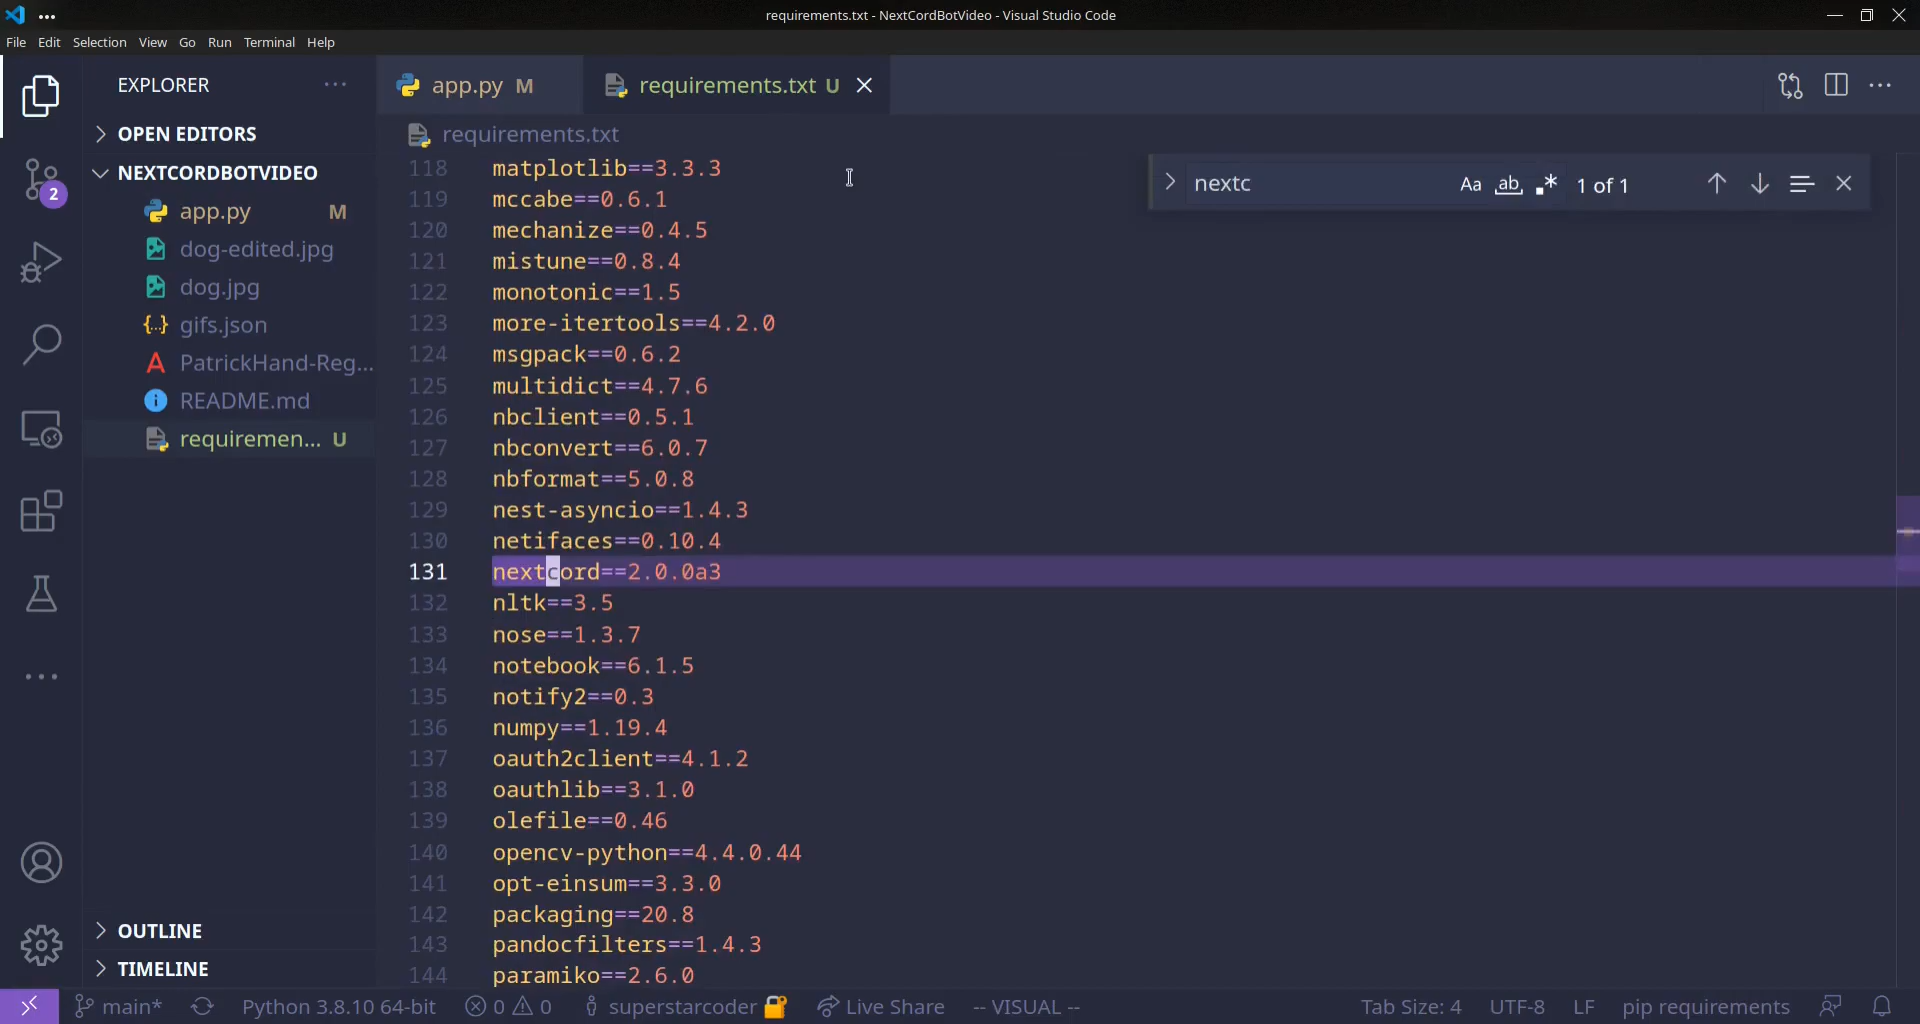 requirements.txt - NextCordBotVideo - Visual Studio Code
File Edit Selection View Go Run Terminal Help
EXPLORER
OPEN EDITORS
NEXTCORDBOTVIDEO
app.py M
dog-edited.jpg
dog.jpg
gifs.json
PatrickHand-Reg...
README.md
requiremen... U
OUTLINE
TIMELINE
2
app.py M
requirements.txt U
requirements.txt
nextc Aa ab 1 of 1
118 matplotlib==3.3.3
119 mccabe==0.6.1
120 mechanize==0.4.5
121 mistune==0.8.4
122 monotonic==1.5
123 more-itertools==4.2.0
124 msgpack==0.6.2
125 multidict==4.7.6
126 nbclient==0.5.1
127 nbconvert==6.0.7
128 nbformat==5.0.8
129 nest-asyncio==1.4.3
130 netifaces==0.10.4
131 nextcord==2.0.0a3
132 nltk==3.5
133 nose==1.3.7
134 notebook==6.1.5
135 notify2==0.3
136 numpy==1.19.4
137 oauth2client==4.1.2
138 oauthlib==3.1.0
139 olefile==0.46
140 opencv-python==4.4.0.44
141 opt-einsum==3.3.0
142 packaging==20.8
143 pandocfilters==1.4.3
144 paramiko==2.6.0
main* Python 3.8.10 64-bit 0 0 superstarcoder Live Share -- VISUAL -- Tab Size: 4 UTF-8 LF pip requirements